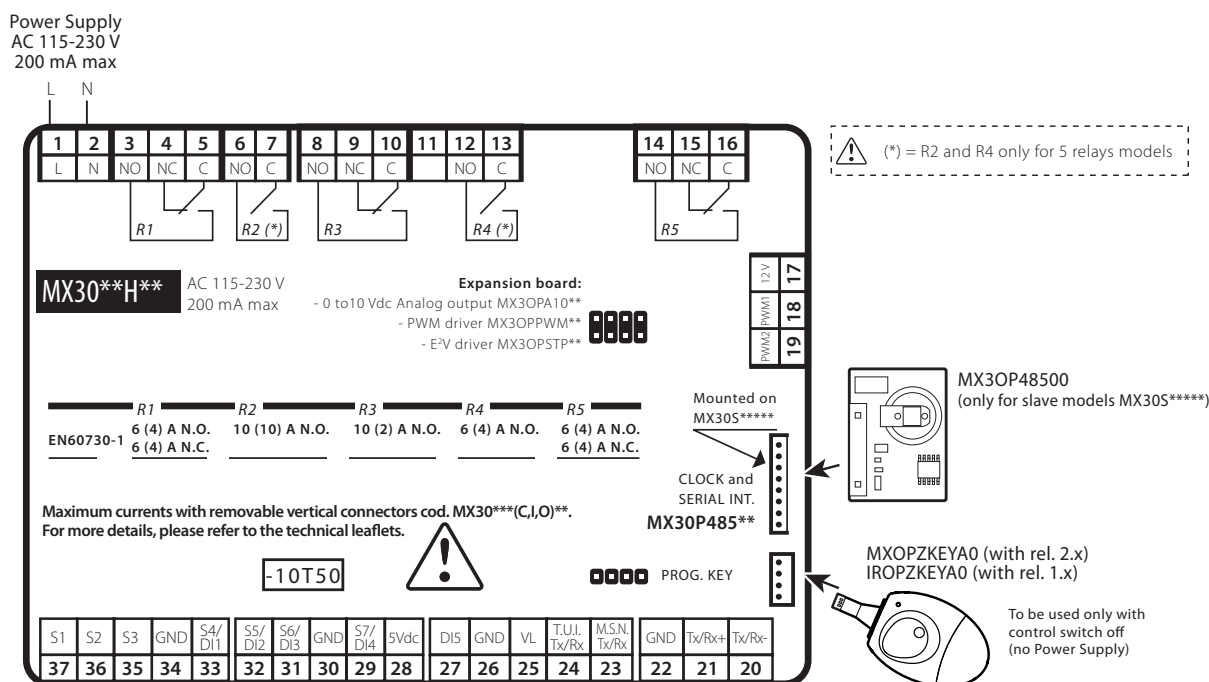 Power Supply
AC 115-230 V
200 mA max
L N
1 2 3 4 5 6 7 8 9 10 11 12 13 14 15 16
L N NO NC C NO C NO NC C NO C NO NC C
R1 R2 (*) R3 R4 (*) R5
(*) = R2 and R4 only for 5 relays models
MX30**H**
AC 115-230 V
200 mA max
Expansion board:
- 0 to10 Vdc Analog output MX3OPA10**
- PWM driver MX3OPPWM**
- E²V driver MX3OPSTP**
12 V 17
PWM1 18
PWM2 19
R1 R2 R3 R4 R5
EN60730-1
6 (4) A N.O. 10 (10) A N.O. 10 (2) A N.O. 6 (4) A N.O. 6 (4) A N.O.
6 (4) A N.C. 6 (4) A N.C.
Mounted on
MX30S*****
CLOCK and
SERIAL INT.
MX30P485**
MX3OP48500
(only for slave models MX30S*****)
Maximum currents with removable vertical connectors cod. MX30***(C,I,O)**.
For more details, please refer to the technical leaflets.
-10T50
PROG. KEY
MXOPZKEYA0 (with rel. 2.x)
IROPZKEYA0 (with rel. 1.x)
To be used only with
control switch off
(no Power Supply)
S1 S2 S3 GND S4/DI1 S5/DI2 S6/DI3 GND S7/DI4 5Vdc DI5 GND VL T.U.I. Tx/Rx M.S.N. Tx/Rx GND Tx/Rx+ Tx/Rx-
37 36 35 34 33 32 31 30 29 28 27 26 25 24 23 22 21 20